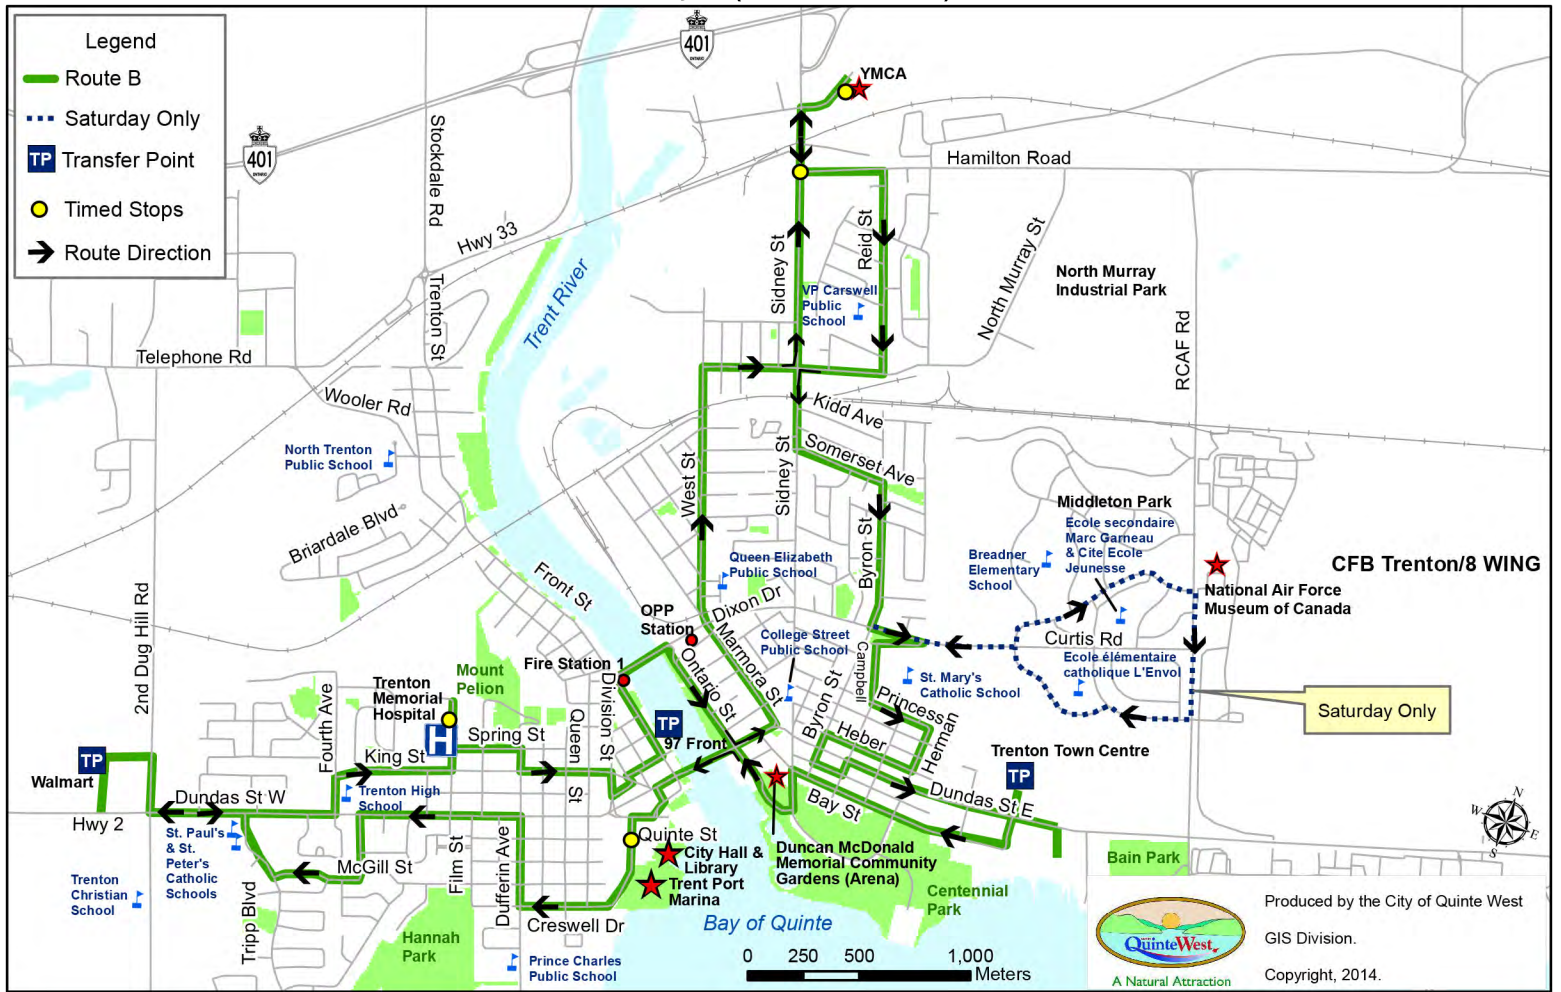 Legend
Route B
Saturday Only
TP Transfer Point
Timed Stops
Route Direction
401
ONTARIO
401
ONTARIO
YMCA
Stockdale Rd
Hamilton Road
Hwy 33
Trent River
Trenton St
Sidney St
Reid St
North Murray St
North Murray
Industrial Park
VP Carswell
Public
School
RCAF Rd
Telephone Rd
Wooler Rd
Kidd Ave
North Trenton
Public School
Somerset Ave
West St
Sidney St
Briardale Blvd
Byron St
Middleton Park
Ecole secondaire
Marc Garneau
& Cite Ecole
Jeunesse
Breadner
Elementary
School
CFB Trenton/8 WING
National Air Force
Museum of Canada
Queen Elizabeth
Public School
Front St
Dixon Dr
OPP
Station
2nd Dug Hill Rd
College Street
Public School
Marmora St
Curtis Rd
Ecole élémentaire
catholique L'Envol
Campbell
St. Mary's
Catholic School
Fire Station 1
Mount
Pelion
Ontario St
Trenton
Memorial
Hospital
H
Division St
Byron St
Princess
Saturday Only
Fourth Ave
Spring St
Queen St
TP
97 Front
Heber
Herman
Trenton Town Centre
TP
TP
Walmart
King St
Trenton High
School
Dundas St W
Hwy 2
Bay St
Dundas St E
St. Paul's
& St.
Peter's
Catholic
Schools
Quinte St
City Hall &
Library
Trent Port
Marina
Duncan McDonald
Memorial Community
Gardens (Arena)
Bain Park
McGill St
Film St
Dufferin Ave
Trenton
Christian
School
Tripp Blvd
Creswell Dr
Centennial
Park
Bay of Quinte
Hannah
Park
Prince Charles
Public School
0 250 500 1,000
Meters
N
W E
S
QuinteWest
A Natural Attraction
Produced by the City of Quinte West
GIS Division.
Copyright, 2014.